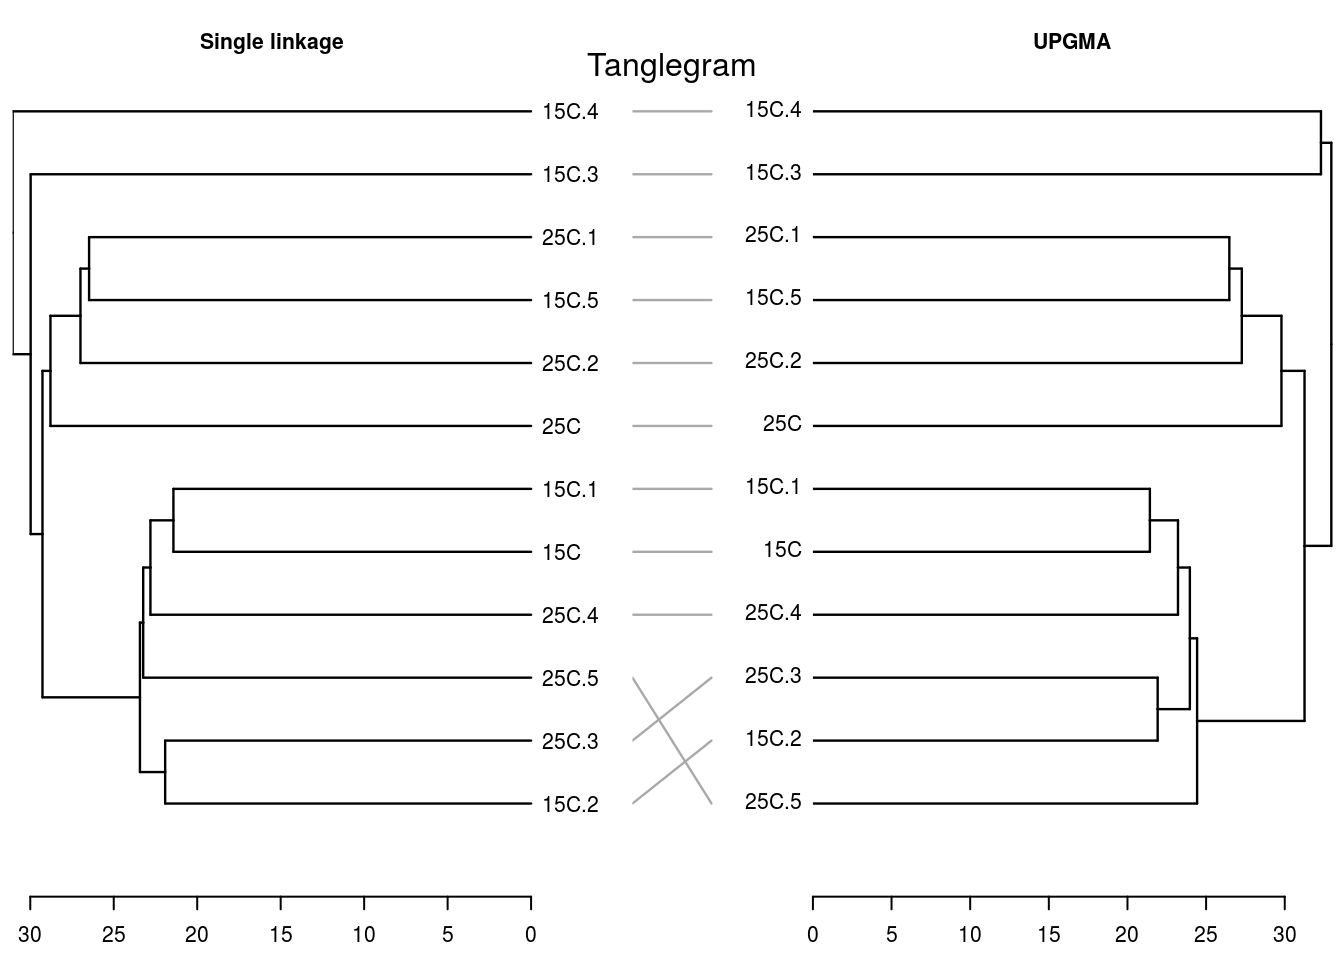 Single linkage
UPGMA
Tanglegram
15C.4 15C.4
15C.3 15C.3
25C.1 25C.1
15C.5 15C.5
25C.2 25C.2
25C 25C
15C.1 15C.1
15C 15C
25C.4 25C.4
25C.5 25C.3
25C.3 15C.2
15C.2 25C.5
30 25 20 15 10 5 0
0 5 10 15 20 25 30